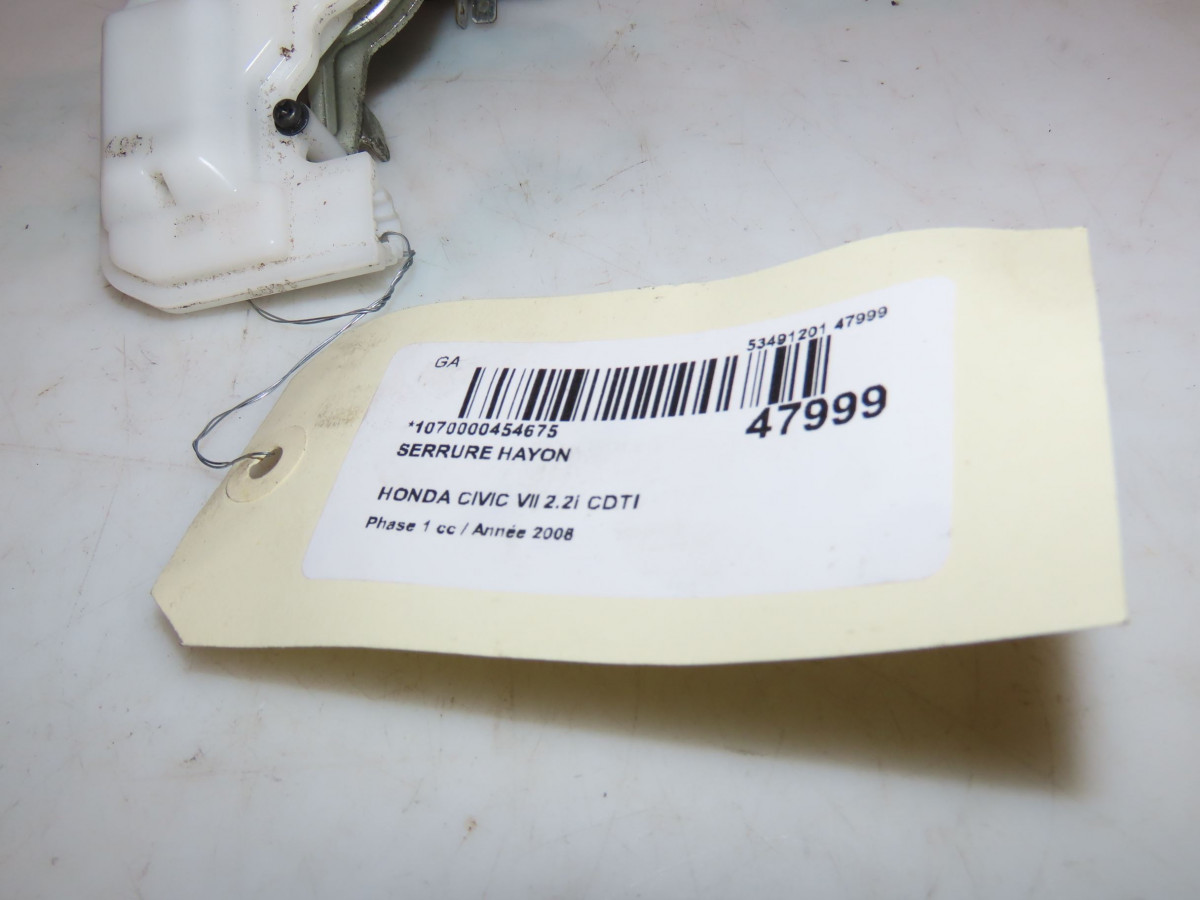 GA
53491201 47999
*1070000454675
47999
SERRURE HAYON
HONDA CIVIC VII 2.2i CDTI
Phase 1 cc / Année 2008